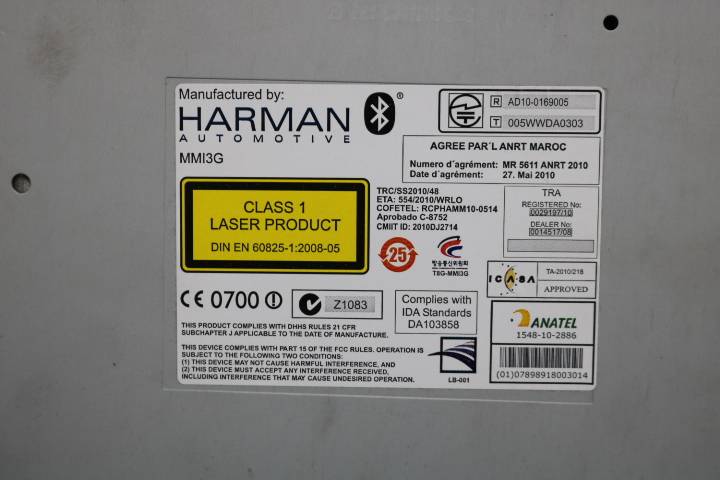 Manufactured by:
HARMAN
AUTOMOTIVE
®
MMI3G
R AD10-0169005
T 005WWDA0303
AGREE PAR´L ANRT MAROC
Numero d´agrément: MR 5611 ANRT 2010
Date d´agrément: 27. Mai 2010
CLASS 1
LASER PRODUCT
DIN EN 60825-1:2008-05
TRC/SS2010/48
ETA: 554/2010/WRLO
COFETEL: RCPHAMM10-0514
Aprobado C-8752
CMIIT ID: 2010DJ2714
TRA
REGISTERED No:
0029197/10
DEALER No:
0014517/08
25
방송통신위원회
T8G-MMI3G
ICASA
TA-2010/218
APPROVED
CE 0700
Z1083
Complies with
IDA Standards
DA103858
ANATEL
1548-10-2886
(01)07898918003014
THIS PRODUCT COMPLIES WITH DHHS RULES 21 CFR
SUBCHAPTER J APPLICABLE TO THE DATE OF MANUFACTURE.
THIS DEVICE COMPLIES WITH PART 15 OF THE FCC RULES. OPERATION IS
SUBJECT TO THE FOLLOWING TWO CONDITIONS:
(1) THIS DEVICE MAY NOT CAUSE HARMFUL INTERFERENCE, AND
(2) THIS DEVICE MUST ACCEPT ANY INTERFERENCE RECEIVED,
INCLUDING INTERFERENCE THAT MAY CAUSE UNDESIRED OPERATION.
LB-001